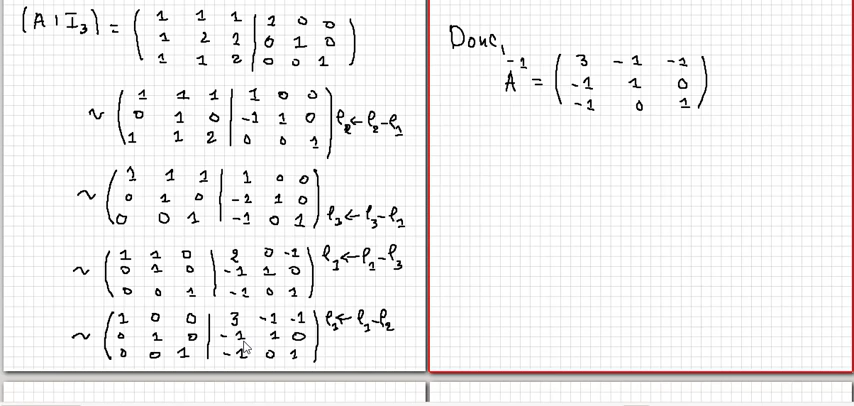 (A | I₃) = ( 1 1 1 | 1 0 0
1 2 1 | 0 1 0
1 1 2 | 0 0 1 )
~ ( 1 1 1 | 1 0 0
0 1 0 | -1 1 0
1 1 2 | 0 0 1 ) ℓ₂ ← ℓ₂ - ℓ₁
~ ( 1 1 1 | 1 0 0
0 1 0 | -1 1 0
0 0 1 | -1 0 1 ) ℓ₃ ← ℓ₃ - ℓ₁
~ ( 1 1 0 | 2 0 -1 ℓ₁ ← ℓ₁ - ℓ₃
0 1 0 | -1 1 0
0 0 1 | -1 0 1 )
~ ( 1 0 0 | 3 -1 -1 ℓ₁ ← ℓ₁ - ℓ₂
0 1 0 | -1 1 0
0 0 1 | -1 0 1 )
Donc,
A⁻¹ = ( 3 -1 -1
-1 1 0
-1 0 1 )